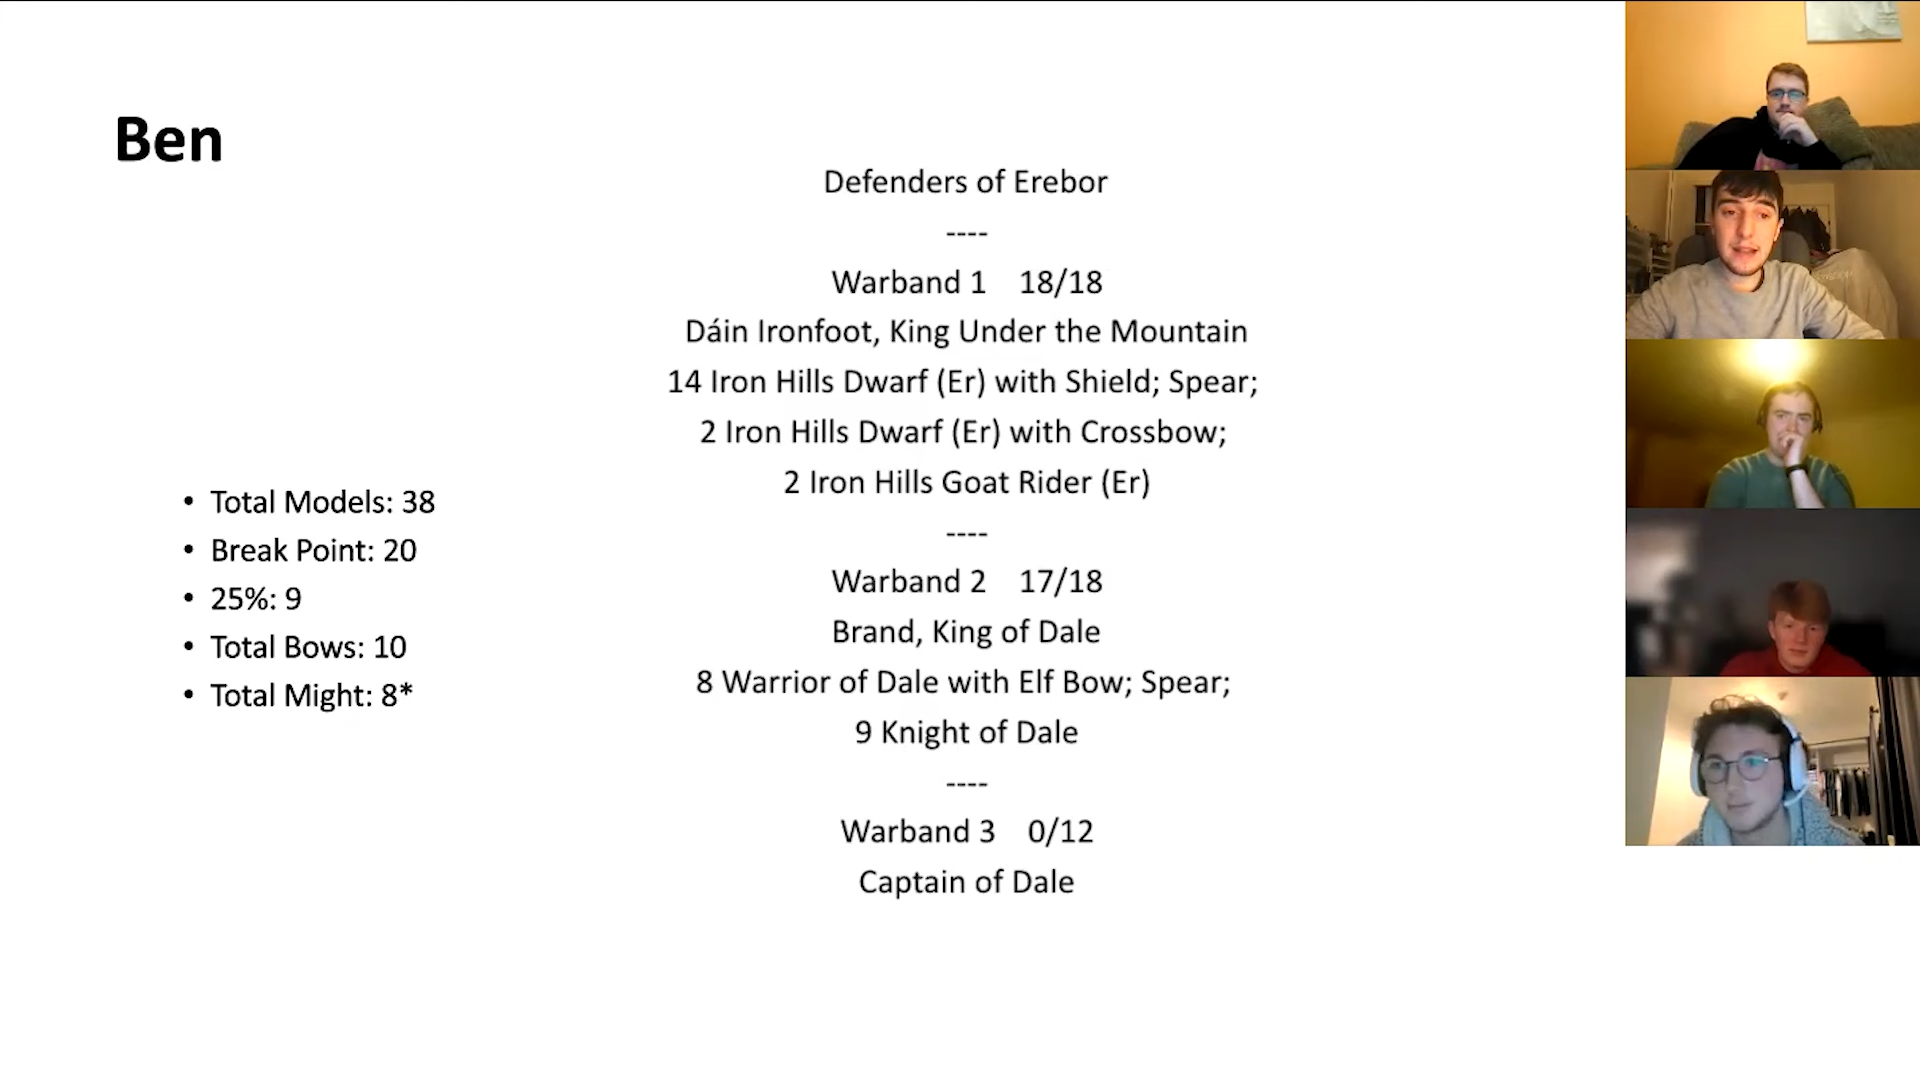 Ben
Defenders of Erebor
----
Warband 1 18/18
Dáin Ironfoot, King Under the Mountain
14 Iron Hills Dwarf (Er) with Shield; Spear;
2 Iron Hills Dwarf (Er) with Crossbow;
2 Iron Hills Goat Rider (Er)
----
Warband 2 17/18
Brand, King of Dale
8 Warrior of Dale with Elf Bow; Spear;
9 Knight of Dale
----
Warband 3 0/12
Captain of Dale
• Total Models: 38
• Break Point: 20
• 25%: 9
• Total Bows: 10
• Total Might: 8*